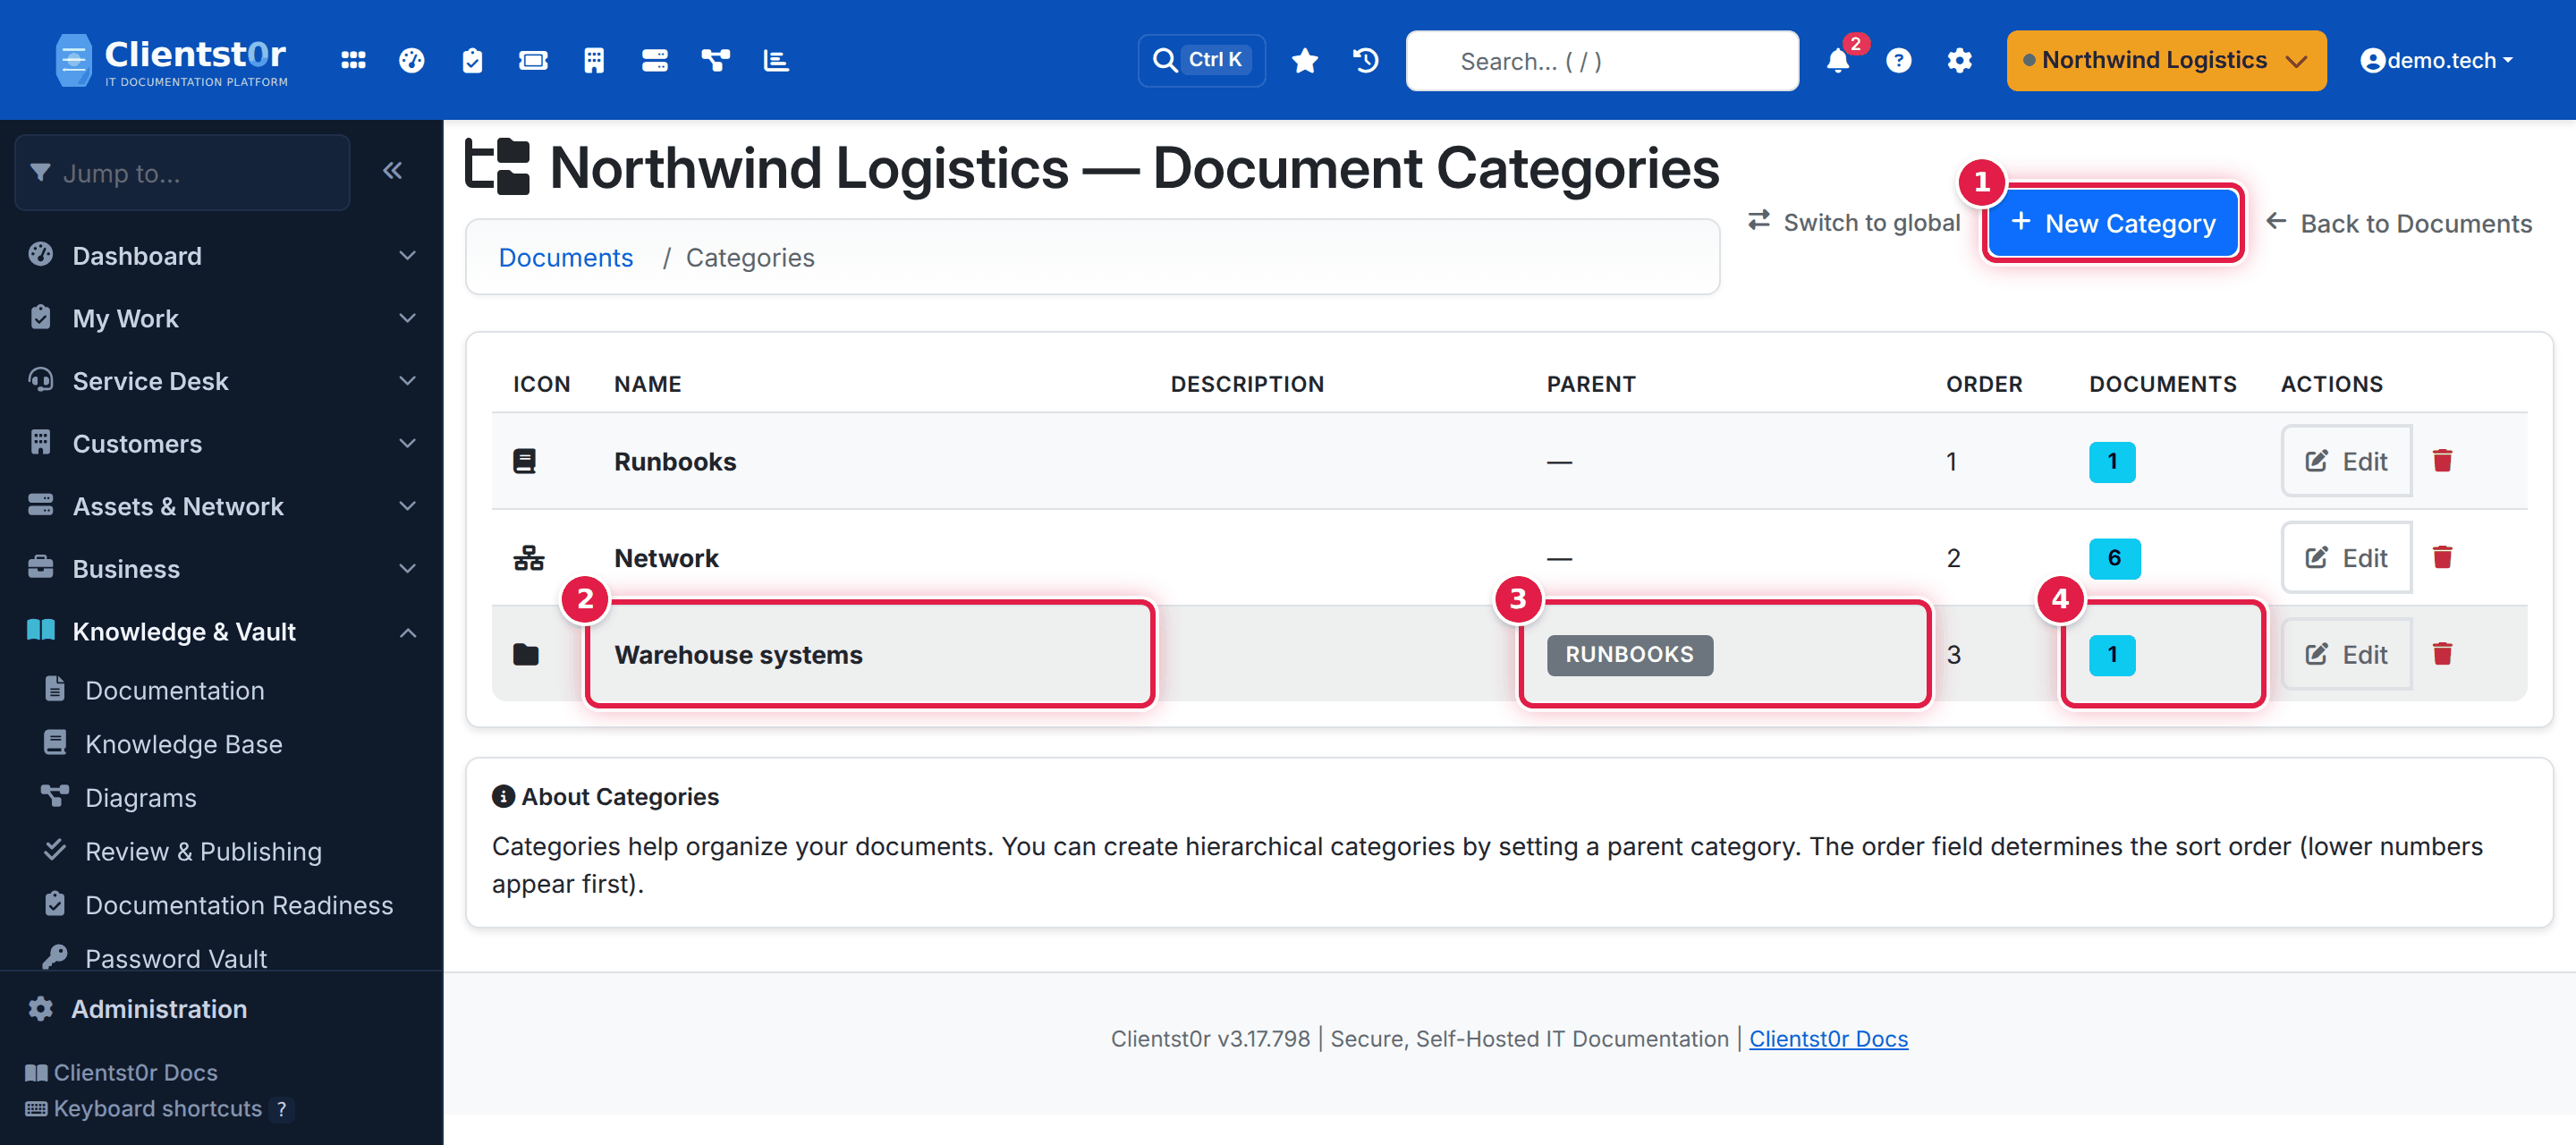 Clientst0r
IT DOCUMENTATION PLATFORM
Ctrl K
Search... ( / )
2
?
Northwind Logistics
demo.tech
Jump to...
Dashboard
My Work
Service Desk
Customers
Assets & Network
Business
Knowledge & Vault
Documentation
Knowledge Base
Diagrams
Review & Publishing
Documentation Readiness
Password Vault
Administration
Clientst0r Docs
Keyboard shortcuts ?
Northwind Logistics — Document Categories
Documents / Categories
Switch to global
1
+ New Category
Back to Documents
ICON NAME DESCRIPTION PARENT ORDER DOCUMENTS ACTIONS
Runbooks — 1 1 Edit
Network — 2 6 Edit
2 3 4
Warehouse systems RUNBOOKS 3 1 Edit
About Categories
Categories help organize your documents. You can create hierarchical categories by setting a parent category. The order field determines the sort order (lower numbers
appear first).
Clientst0r v3.17.798 | Secure, Self-Hosted IT Documentation | Clientst0r Docs